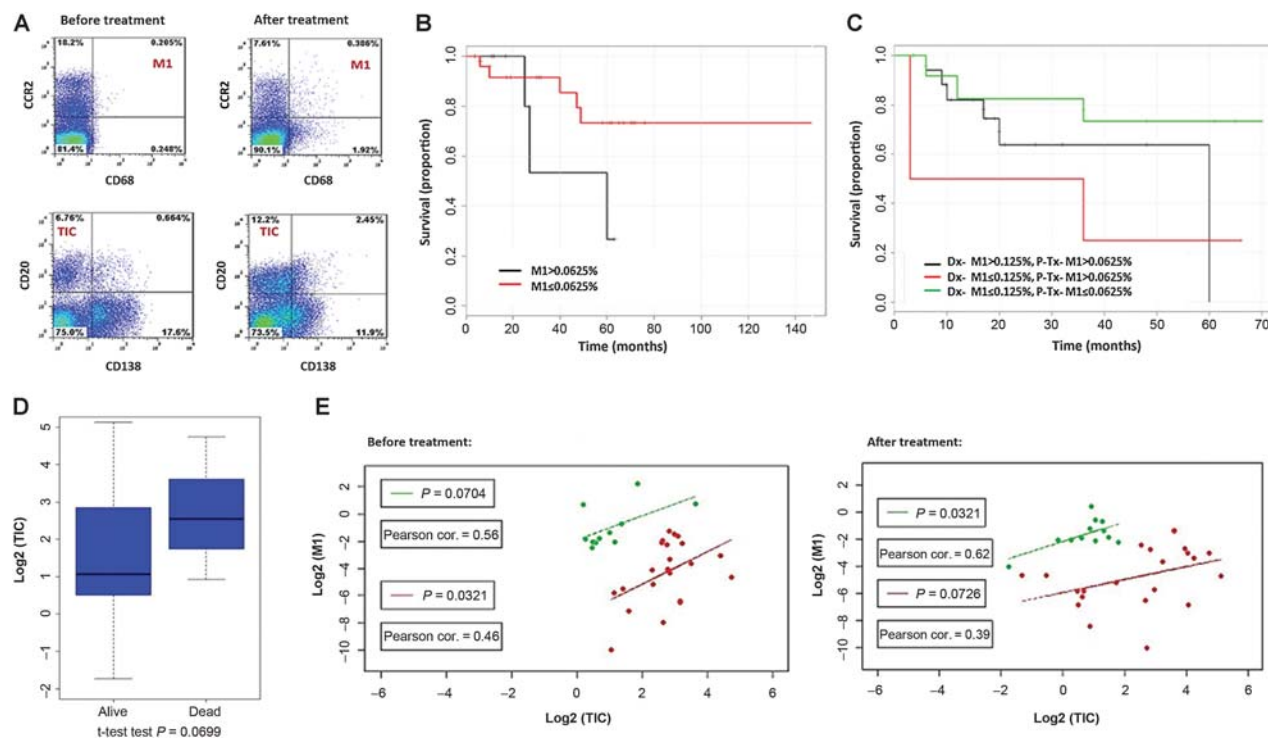 A
Before treatment
After treatment
18.2%
0.205%
M1
CCR2
81.4%
0.248%
CD68
7.61%
0.386%
M1
CCR2
90.1%
1.92%
CD68
6.76%
0.664%
TIC
CD20
75.0%
17.6%
CD138
12.2%
2.45%
TIC
CD20
73.5%
11.9%
CD138
B
Survival (proportion)
1.0
0.8
0.6
0.4
0.2
0.0
M1>0.0625%
M1≤0.0625%
0 20 40 60 80 100 140
Time (months)
C
Survival (proportion)
1.0
0.8
0.6
0.4
0.2
0.0
Dx- M1>0.125%, P-Tx- M1>0.0625%
Dx- M1≤0.125%, P-Tx- M1>0.0625%
Dx- M1≤0.125%, P-Tx- M1≤0.0625%
0 10 20 30 40 50 60 70
Time (months)
D
Log2 (TIC)
5
4
3
2
1
0
−1
−2
Alive Dead
t-test test P = 0.0699
E
Before treatment:
Log2 (M1)
2
0
−2
−4
−6
−8
−10
P = 0.0704
Pearson cor. = 0.56
P = 0.0321
Pearson cor. = 0.46
−6 −4 −2 0 2 4 6
Log2 (TIC)
After treatment:
Log2 (M1)
2
0
−2
−4
−6
−8
−10
P = 0.0321
Pearson cor. = 0.62
P = 0.0726
Pearson cor. = 0.39
−6 −4 −2 0 2 4 6
Log2 (TIC)